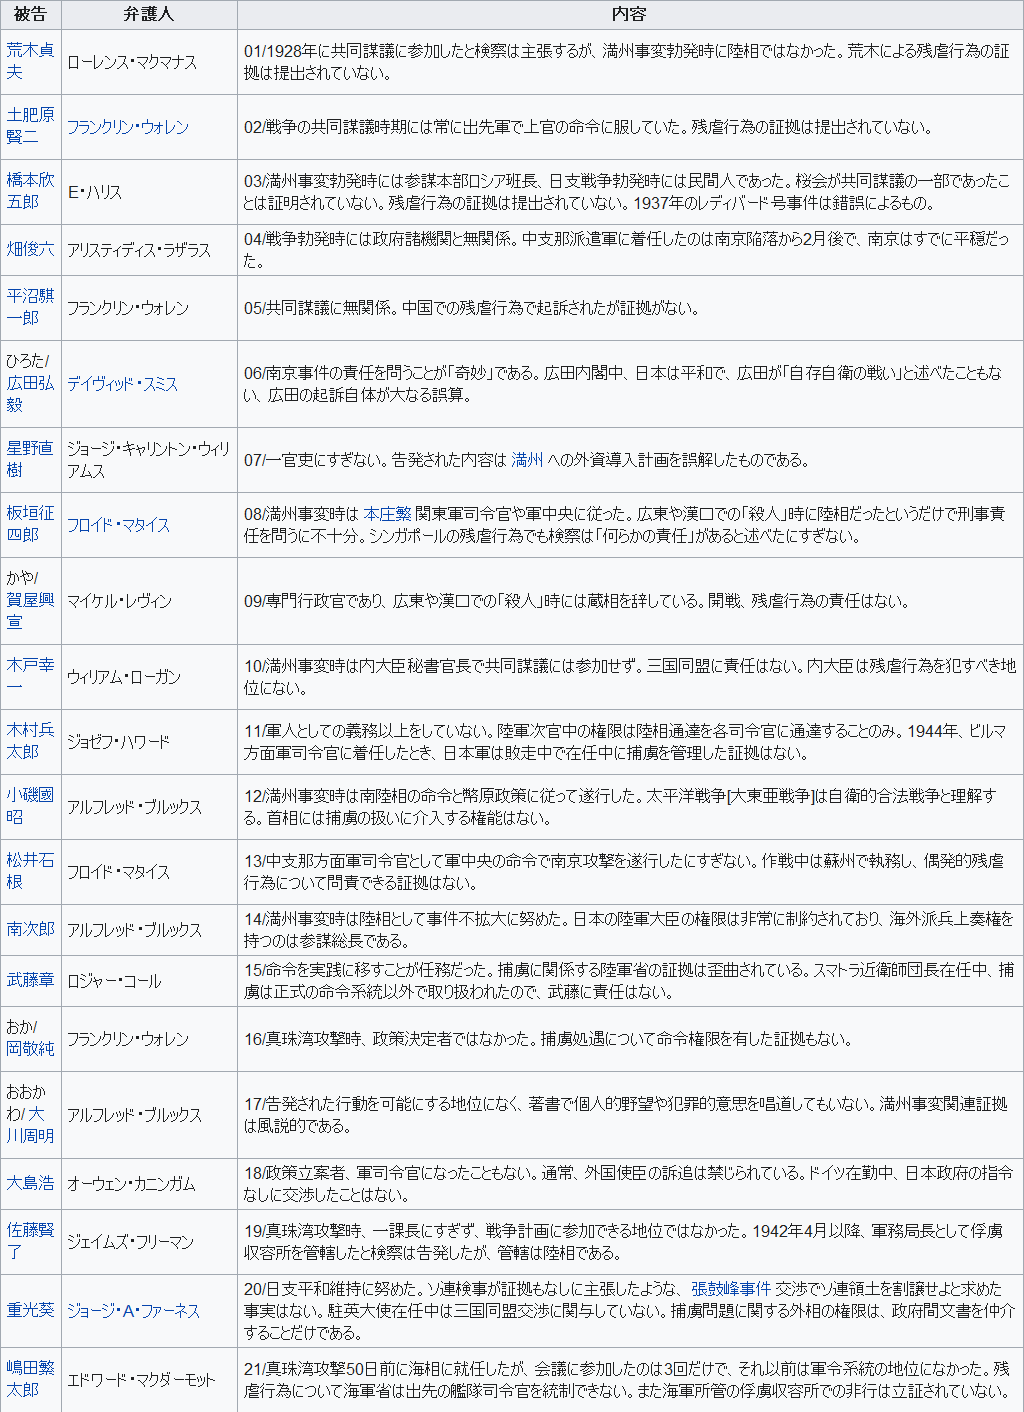 被告 弁護人 内容
荒木貞
夫
ローレンス・マクマナス
01/1928年に共同謀議に参加したと検察は主張するが、満州事変勃発時に陸相ではなかった。荒木による残虐行為の証
拠は提出されていない。
土肥原
賢二
フランクリン・ウォレン
02/戦争の共同謀議時期には常に出先軍で上官の命令に服していた。残虐行為の証拠は提出されていない。
橋本欣
五郎
E・ハリス
03/満州事変勃発時には参謀本部ロシア班長、日支戦争勃発時には民間人であった。桜会が共同謀議の一部であったこ
とは証明されていない。残虐行為の証拠は提出されていない。1937年のレディバード号事件は錯誤によるもの。
畑俊六
アリスティディス・ラザラス
04/戦争勃発時には政府諸機関と無関係。中支那派遣軍に着任したのは南京陥落から2月後で、南京はすでに平穏だっ
た。
平沼騏
一郎
フランクリン・ウォレン
05/共同謀議に無関係。中国での残虐行為で起訴されたが証拠がない。
ひろた/
広田弘
毅
デイヴィッド・スミス
06/南京事件の責任を問うことが「奇妙」である。広田内閣中、日本は平和で、広田が「自存自衛の戦い」と述べたこともな
い、広田の起訴自体が大なる誤算。
星野直
樹
ジョージ・キャリントン・ウィリ
アムス
07/一官吏にすぎない。告発された内容は 満州 への外資導入計画を誤解したものである。
板垣征
四郎
フロイド・マタイス
08/満州事変時は 本庄繁 関東軍司令官や軍中央に従った。広東や漢口での「殺人」時に陸相だったというだけで刑事責
任を問うに不十分。シンガポールの残虐行為でも検察は「何らかの責任」があると述べたにすぎない。
かや/
賀屋興
宣
マイケル・レヴィン
09/専門行政官であり、広東や漢口での「殺人」時には蔵相を辞している。開戦、残虐行為の責任はない。
木戸幸
一
ウィリアム・ローガン
10/満州事変時は内大臣秘書官長で共同謀議には参加せず。三国同盟に責任はない。内大臣は残虐行為を犯すべき地
位にない。
木村兵
太郎
ジョゼフ・ハワード
11/軍人としての義務以上をしていない。陸軍次官中の権限は陸相通達を各司令官に通達することのみ。1944年、ビルマ
方面軍司令官に着任したとき、日本軍は敗走中で在任中に捕虜を管理した証拠はない。
小磯國
昭
アルフレッド・ブルックス
12/満州事変時は南陸相の命令と幣原政策に従って遂行した。太平洋戦争[大東亜戦争]は自衛的合法戦争と理解す
る。首相には捕虜の扱いに介入する権能はない。
松井石
根
フロイド・マタイス
13/中支那方面軍司令官として軍中央の命令で南京攻撃を遂行したにすぎない。作戦中は蘇州で執務し、偶発的残虐
行為について問責できる証拠はない。
南次郎
アルフレッド・ブルックス
14/満州事変時は陸相として事件不拡大に努めた。日本の陸軍大臣の権限は非常に制約されており、海外派兵上奏権を
持つのは参謀総長である。
武藤章
ロジャー・コール
15/命令を実践に移すことが任務だった。捕虜に関係する陸軍省の証拠は歪曲されている。スマトラ近衛師団長在任中、捕
虜は正式の命令系統以外で取り扱われたので、武藤に責任はない。
おか/
岡敬純
フランクリン・ウォレン
16/真珠湾攻撃時、政策決定者ではなかった。捕虜処遇について命令権限を有した証拠もない。
おおか
わ/ 大
川周明
アルフレッド・ブルックス
17/告発された行動を可能にする地位になく、著書で個人的野望や犯罪的意思を唱道してもいない。満州事変関連証拠
は風説的である。
大島浩
オーウェン・カニンガム
18/政策立案者、軍司令官になったこともない。通常、外国使臣の訴追は禁じられている。ドイツ在勤中、日本政府の指令
なしに交渉したことはない。
佐藤賢
了
ジェイムズ・フリーマン
19/真珠湾攻撃時、一課長にすぎず、戦争計画に参加できる地位ではなかった。1942年4月以降、軍務局長として俘虜
収容所を管轄したと検察は告発したが、管轄は陸相である。
重光葵
ジョージ・A・ファーネス
20/日支平和維持に努めた。ソ連検事が証拠もなしに主張したような、 張鼓峰事件 交渉でソ連領土を割譲せよと求めた
事実はない。駐英大使在任中は三国同盟交渉に関与していない。捕虜問題に関する外相の権限は、政府間文書を仲介
することだけである。
嶋田繁
太郎
エドワード・マクダーモット
21/真珠湾攻撃50日前に海相に就任したが、会議に参加したのは3回だけで、それ以前は軍令系統の地位になかった。残
虐行為について海軍省は出先の艦隊司令官を統制できない。また海軍所管の俘虜収容所での非行は立証されていない。